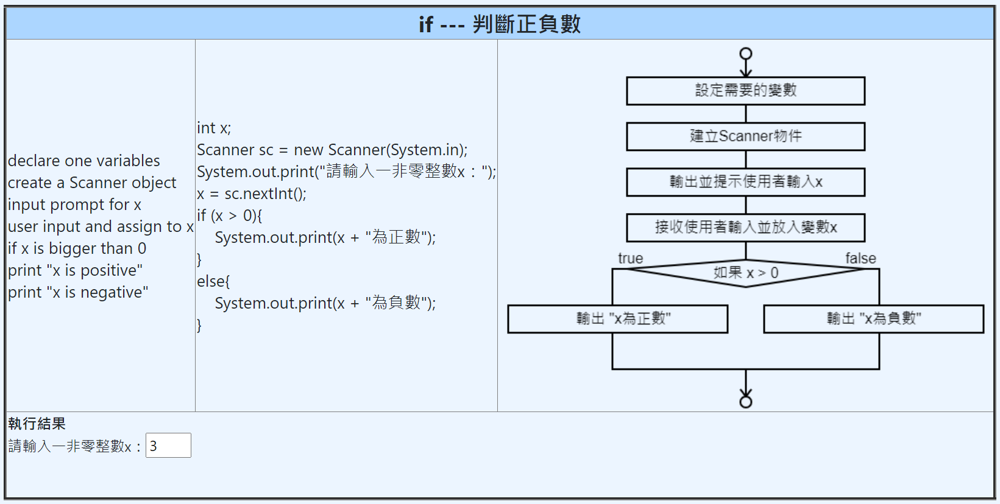 if --- 判斷正負數
declare one variables
create a Scanner object
input prompt for x
user input and assign to x
if x is bigger than 0
print "x is positive"
print "x is negative"
int x;
Scanner sc = new Scanner(System.in);
System.out.print("請輸入一非零整數x：");
x = sc.nextInt();
if (x > 0){
System.out.print(x + "為正數");
}
else{
System.out.print(x + "為負數");
}
設定需要的變數
建立Scanner物件
輸出並提示使用者輸入x
接收使用者輸入並放入變數x
true
false
如果 x > 0
輸出 "x為正數"
輸出 "x為負數"
執行結果
請輸入一非零整數x：3